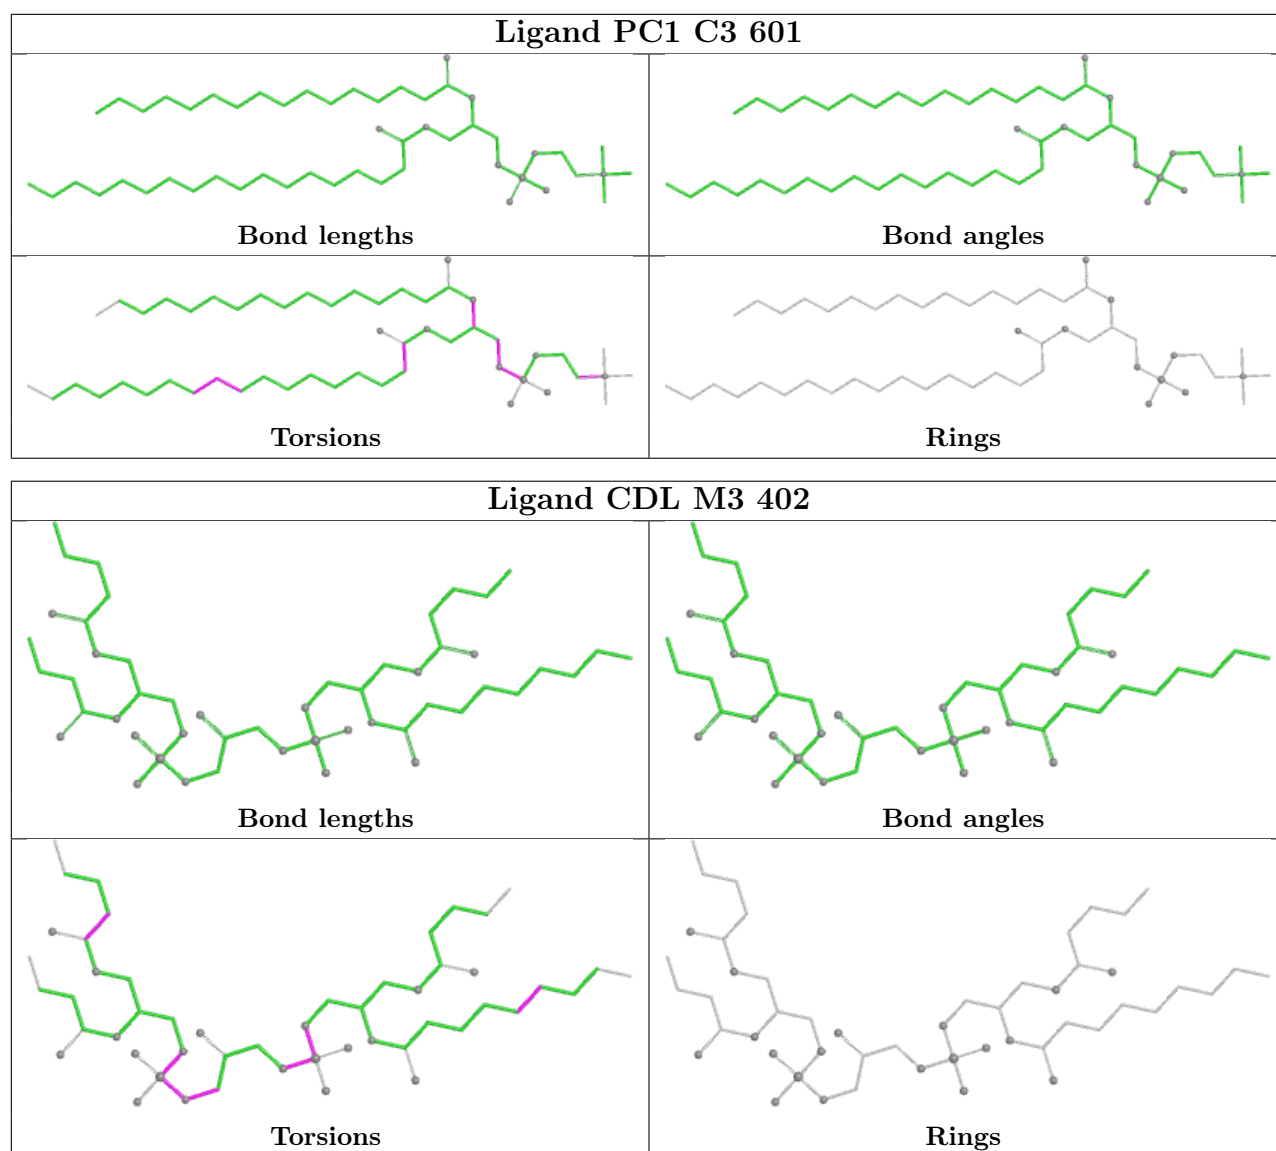 Ligand PC1 C3 601
Bond lengths
Bond angles
Torsions
Rings
Ligand CDL M3 402
Bond lengths
Bond angles
Torsions
Rings